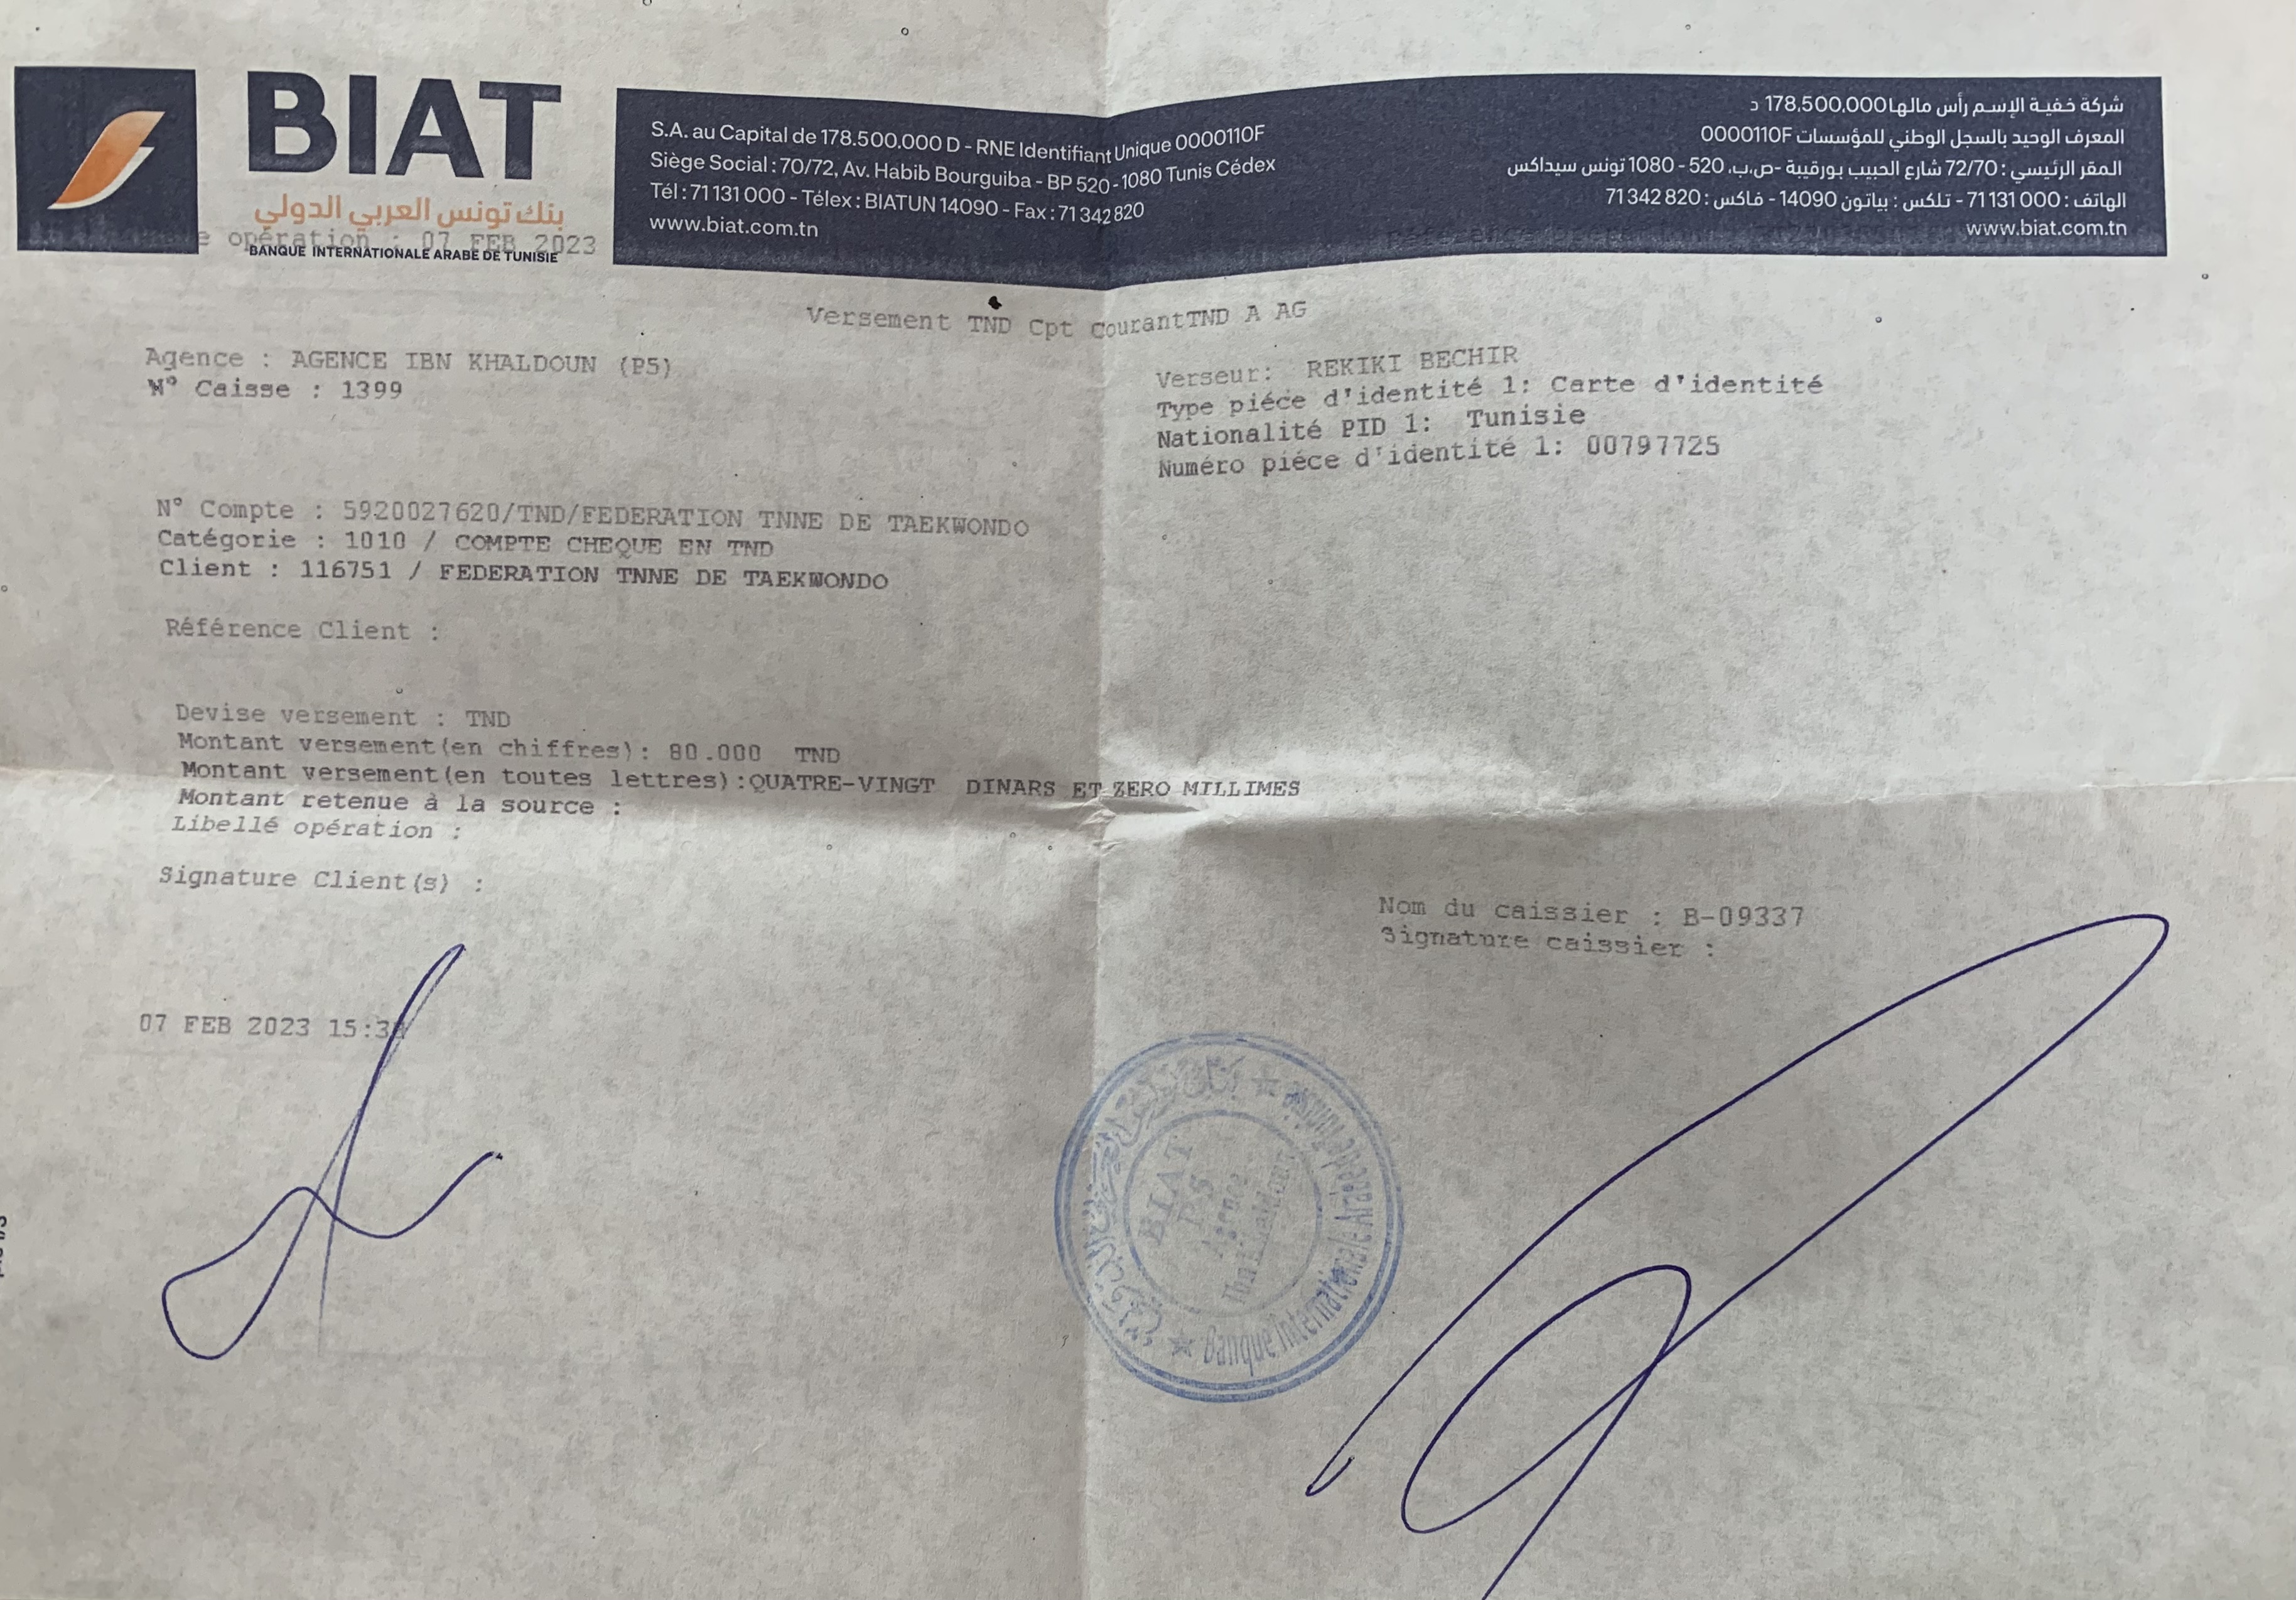 BIAT
بنك تونس العربي الدولي
BANQUE INTERNATIONALE ARABE DE TUNISIE
opération : 07 FEB 2023
S.A. au Capital de 178.500.000 D - RNE Identifiant Unique 0000110F
Siège Social : 70/72, Av. Habib Bourguiba - BP 520 - 1080 Tunis Cédex
Tél : 71 131 000 - Télex : BIATUN 14090 - Fax : 71 342 820
www.biat.com.tn
شركة خفية الإسم رأس مالها 178.500.000 د
المعرف الوحيد بالسجل الوطني للمؤسسات 0000110F
المقر الرئيسي : 72/70 شارع الحبيب بورقيبة -ص.ب. 520 - 1080 تونس سيداكس
الهاتف : 71 131 000 - تلكس : بياتون 14090 - فاكس : 71 342 820
www.biat.com.tn
Versement TND Cpt CourantTND A AG
Agence : AGENCE IBN KHALDOUN (P5)
N° Caisse : 1399
Verseur: REKIKI BECHIR
Type piéce d'identité 1: Carte d'identité
Nationalité PID 1: Tunisie
Numéro piéce d'identité 1: 00797725
N° Compte : 5920027620/TND/FEDERATION TNNE DE TAEKWONDO
Catégorie : 1010 / COMPTE CHEQUE EN TND
Client : 116751 / FEDERATION TNNE DE TAEKWONDO
Référence Client :
Devise versement : TND
Montant versement(en chiffres): 80.000 TND
Montant versement(en toutes lettres):QUATRE-VINGT DINARS ET ZERO MILLIMES
Montant retenue à la source :
Libellé opération :
Signature Client(s) :
Nom du caissier : B-09337
Signature caissier :
07 FEB 2023
BIAT
P5
Agence
Ibn Khaldoun
Banque Internationale Arabe de Tunisie